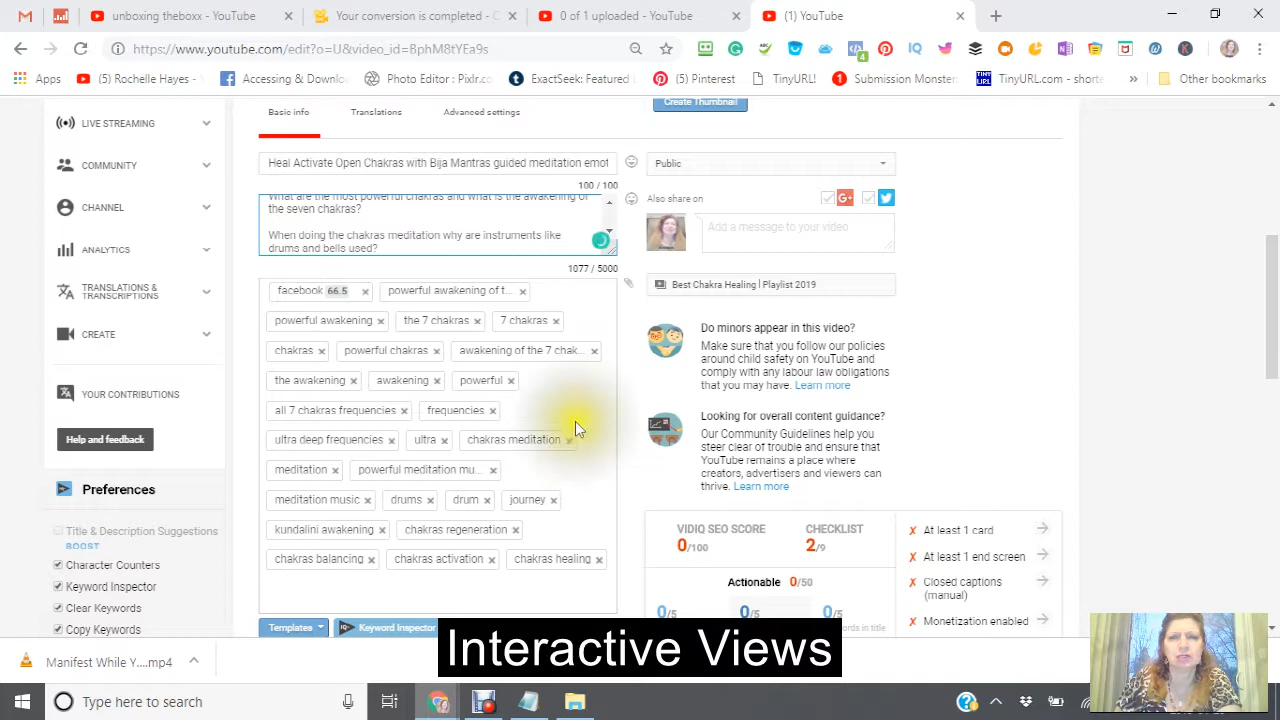 unboxing theboxx - YouTube
Your conversion is completed - C
0 of 1 uploaded - YouTube
(1) YouTube
https://www.youtube.com/edit?o=U&video_id=BphM8tYEa9s
Apps
(5) Rochelle Hayes - Yo
Accessing & Downlo
Photo Editor : Pixlr.co
ExactSeek: Featured L
(5) Pinterest
TinyURL!
Submission Monster
TinyURL.com - shorte
Other bookmarks
LIVE STREAMING
COMMUNITY
CHANNEL
ANALYTICS
TRANSLATIONS &
TRANSCRIPTIONS
CREATE
YOUR CONTRIBUTIONS
Help and feedback
Preferences
Title & Description Suggestions
BOOST
Character Counters
Keyword Inspector
Clear Keywords
Copy Keywords
Create Thumbnail
Basic info
Translations
Advanced settings
Heal Activate Open Chakras with Bija Mantras guided meditation emot
100 / 100
What are the most powerful chakras and what is the awakening of
the seven chakras?
When doing the chakras meditation why are instruments like
drums and bells used?
1077 / 5000
facebook 66.5 ×
powerful awakening of t... ×
powerful awakening ×
the 7 chakras ×
7 chakras ×
chakras ×
powerful chakras ×
awakening of the 7 chak... ×
the awakening ×
awakening ×
powerful ×
all 7 chakras frequencies ×
frequencies ×
ultra deep frequencies ×
ultra ×
chakras meditation ×
meditation ×
powerful meditation mu... ×
meditation music ×
drums ×
drum ×
journey ×
kundalini awakening ×
chakras regeneration ×
chakras balancing ×
chakras activation ×
chakras healing ×
Templates
Keyword Inspector
Public
Also share on
Add a message to your video
Best Chakra Healing | Playlist 2019
Do minors appear in this video?
Make sure that you follow our policies
around child safety on YouTube and
comply with any labour law obligations
that you may have. Learn more
Looking for overall content guidance?
Our Community Guidelines help you
steer clear of trouble and ensure that
YouTube remains a place where
creators, advertisers and viewers can
thrive. Learn more
VIDIQ SEO SCORE
0/100
CHECKLIST
2/9
Actionable 0/50
0/5
0/5
0/5
At least 1 card
At least 1 end screen
Closed captions
(manual)
Monetization enabled
Interactive Views
Manifest While Y....mp4
Type here to search